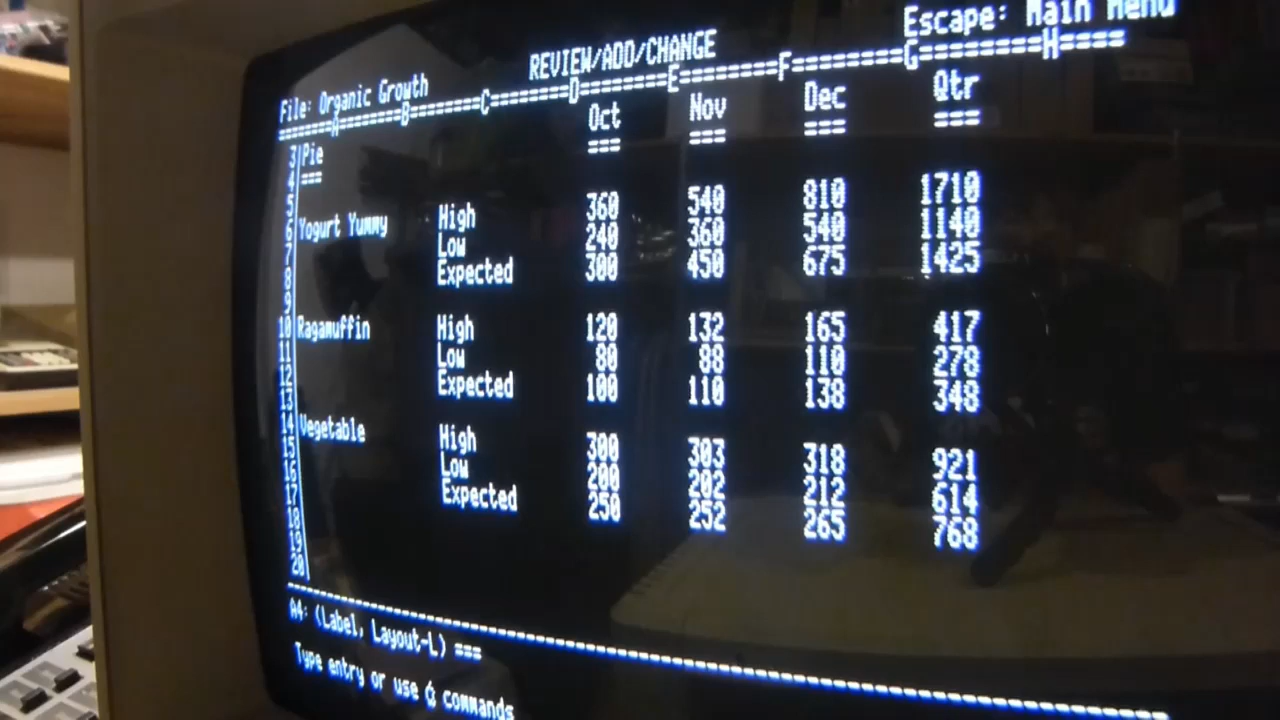 Escape: Main Menu
REVIEW/ADD/CHANGE
File: Organic Growth
======A=======B=======C========D=========E==========F==========G==========H====
Oct Nov Dec Qtr
=== === === ===
3|Pie
4|===
5|
6|Yogurt Yummy High 360 540 810 1710
7| Low 240 360 540 1140
8| Expected 300 450 675 1425
9|
10|Ragamuffin High 120 132 165 417
11| Low 80 88 110 278
12| Expected 100 110 138 348
13|
14|Vegetable High 300 303 318 921
15| Low 200 202 212 614
16| Expected 250 252 265 768
17|
18|
19|
20|
A4: (Label, Layout-L) ===
Type entry or use commands